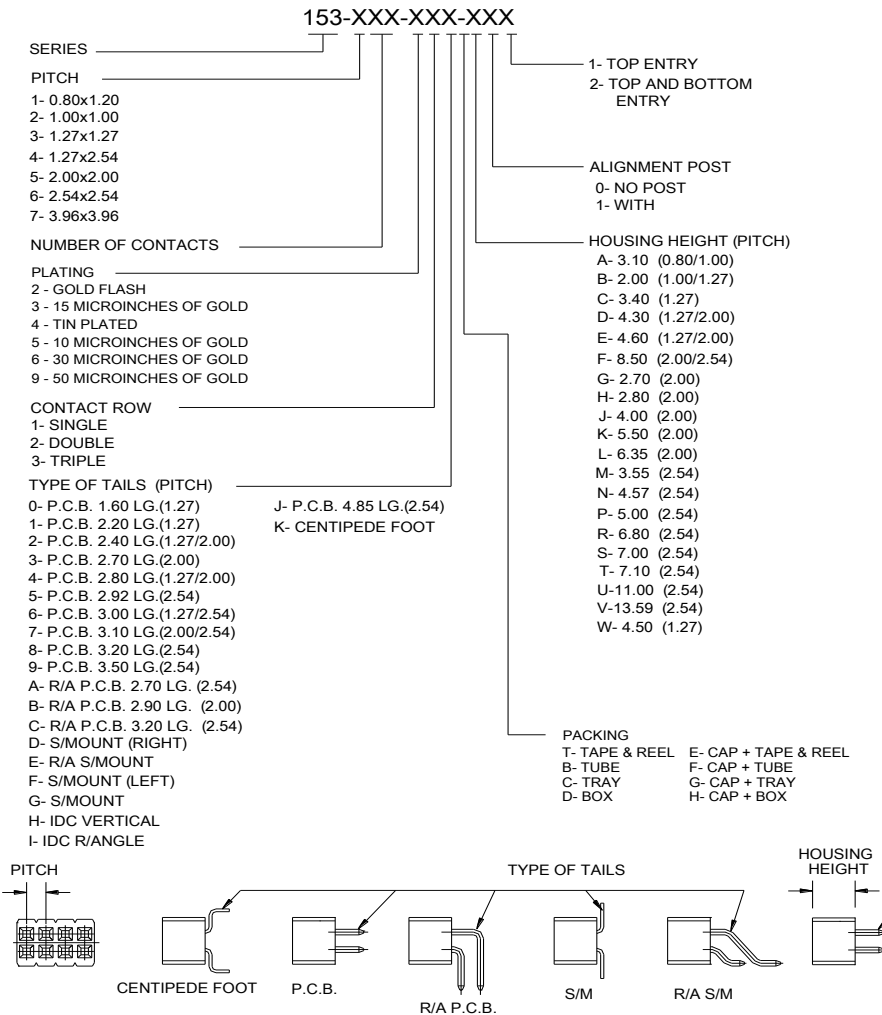 153-XXX-XXX-XXX
SERIES
PITCH
1- 0.80x1.20
2- 1.00x1.00
3- 1.27x1.27
4- 1.27x2.54
5- 2.00x2.00
6- 2.54x2.54
7- 3.96x3.96
NUMBER OF CONTACTS
PLATING
2 - GOLD FLASH
3 - 15 MICROINCHES OF GOLD
4 - TIN PLATED
5 - 10 MICROINCHES OF GOLD
6 - 30 MICROINCHES OF GOLD
9 - 50 MICROINCHES OF GOLD
CONTACT ROW
1- SINGLE
2- DOUBLE
3- TRIPLE
TYPE OF TAILS (PITCH)
0- P.C.B. 1.60 LG.(1.27)
1- P.C.B. 2.20 LG.(1.27)
2- P.C.B. 2.40 LG.(1.27/2.00)
3- P.C.B. 2.70 LG.(2.00)
4- P.C.B. 2.80 LG.(1.27/2.00)
5- P.C.B. 2.92 LG.(2.54)
6- P.C.B. 3.00 LG.(1.27/2.54)
7- P.C.B. 3.10 LG.(2.00/2.54)
8- P.C.B. 3.20 LG.(2.54)
9- P.C.B. 3.50 LG.(2.54)
A- R/A P.C.B. 2.70 LG. (2.54)
B- R/A P.C.B. 2.90 LG. (2.00)
C- R/A P.C.B. 3.20 LG. (2.54)
D- S/MOUNT (RIGHT)
E- R/A S/MOUNT
F- S/MOUNT (LEFT)
G- S/MOUNT
H- IDC VERTICAL
I- IDC R/ANGLE
J- P.C.B. 4.85 LG.(2.54)
K- CENTIPEDE FOOT
1- TOP ENTRY
2- TOP AND BOTTOM
ENTRY
ALIGNMENT POST
0- NO POST
1- WITH
HOUSING HEIGHT (PITCH)
A- 3.10 (0.80/1.00)
B- 2.00 (1.00/1.27)
C- 3.40 (1.27)
D- 4.30 (1.27/2.00)
E- 4.60 (1.27/2.00)
F- 8.50 (2.00/2.54)
G- 2.70 (2.00)
H- 2.80 (2.00)
J- 4.00 (2.00)
K- 5.50 (2.00)
L- 6.35 (2.00)
M- 3.55 (2.54)
N- 4.57 (2.54)
P- 5.00 (2.54)
R- 6.80 (2.54)
S- 7.00 (2.54)
T- 7.10 (2.54)
U-11.00 (2.54)
V-13.59 (2.54)
W- 4.50 (1.27)
PACKING
T- TAPE & REEL E- CAP + TAPE & REEL
B- TUBE F- CAP + TUBE
C- TRAY G- CAP + TRAY
D- BOX H- CAP + BOX
PITCH
TYPE OF TAILS
HOUSING
HEIGHT
CENTIPEDE FOOT
P.C.B.
R/A P.C.B.
S/M
R/A S/M